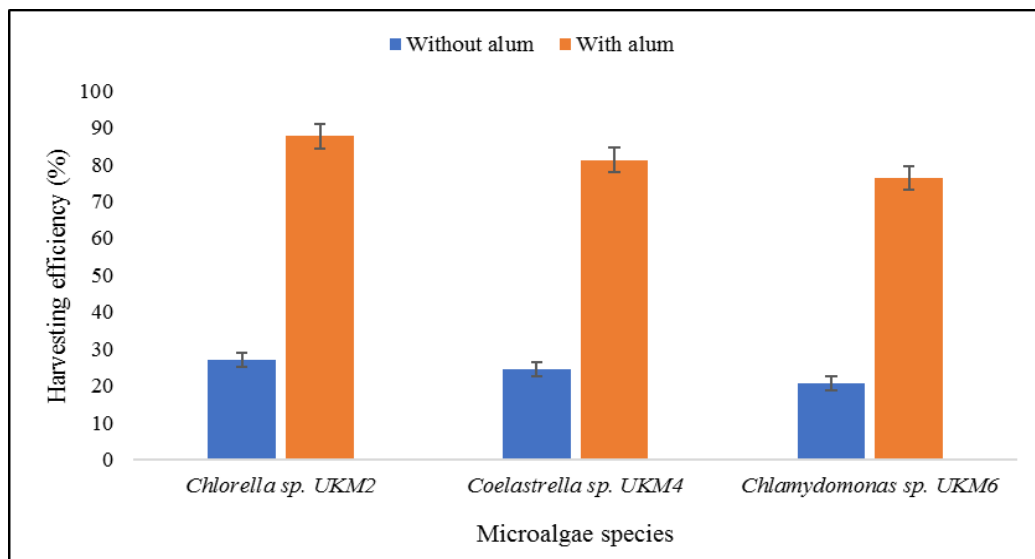 Without alum With alum
Harvesting efficiency (%)
100
90
80
70
60
50
40
30
20
10
0
Chlorella sp. UKM2 Coelastrella sp. UKM4 Chlamydomonas sp. UKM6
Microalgae species